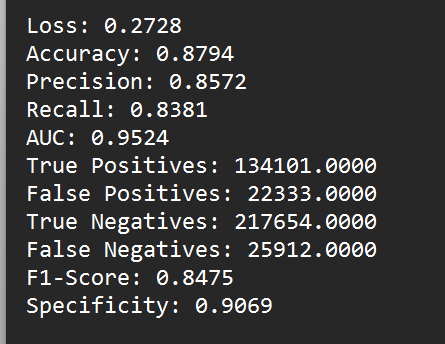 Loss: 0.2728
Accuracy: 0.8794
Precision: 0.8572
Recall: 0.8381
AUC: 0.9524
True Positives: 134101.0000
False Positives: 22333.0000
True Negatives: 217654.0000
False Negatives: 25912.0000
F1-Score: 0.8475
Specificity: 0.9069